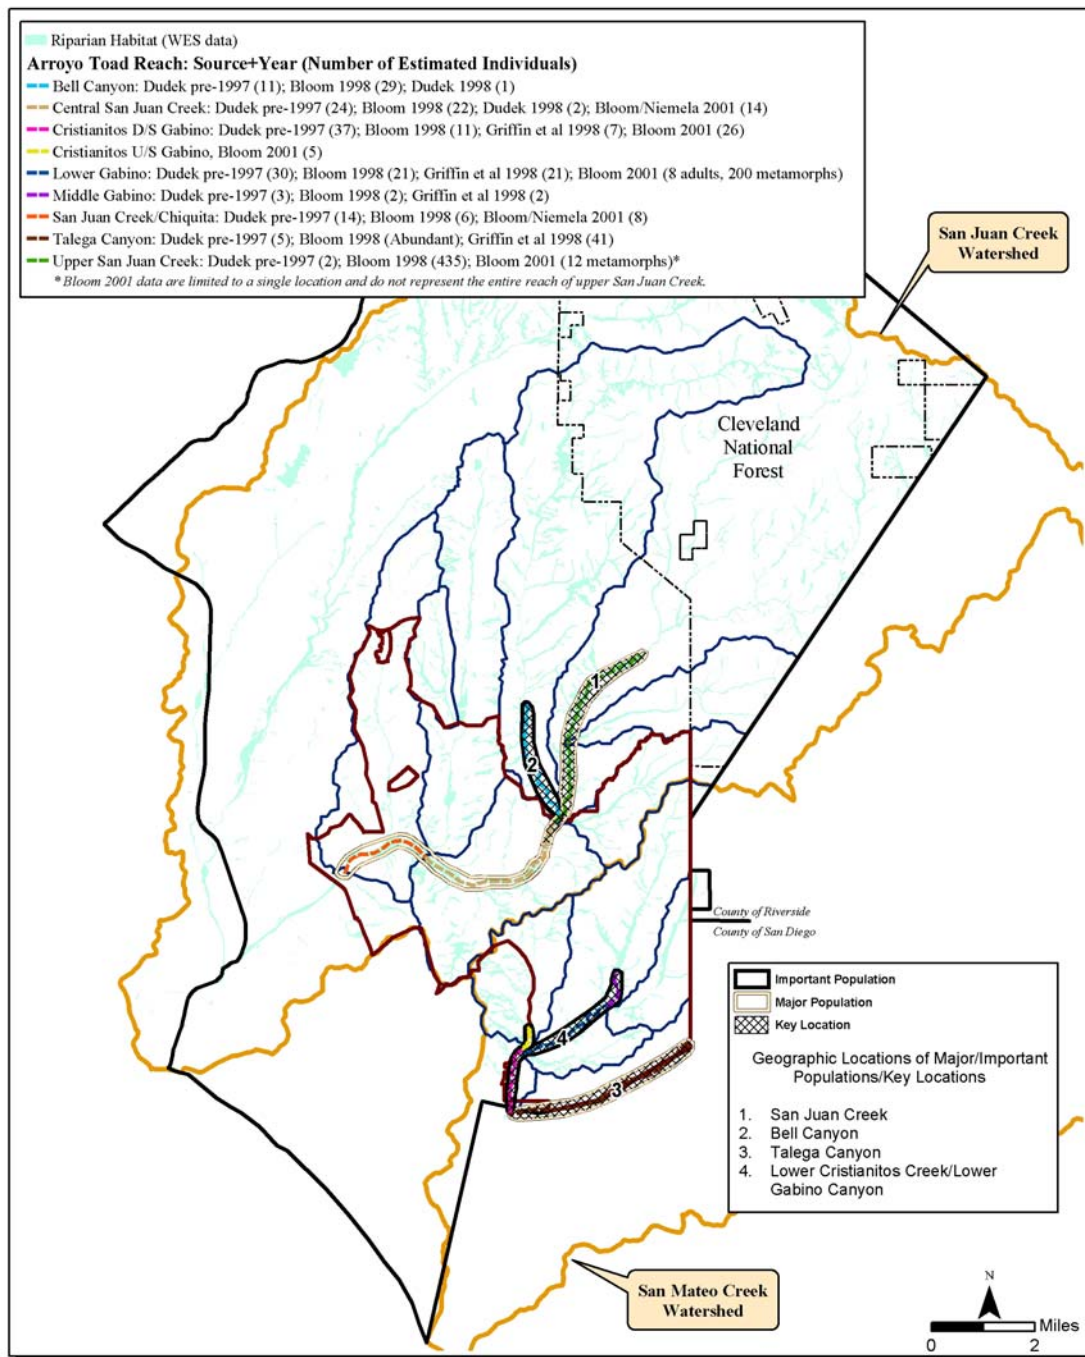 Riparian Habitat (WES data)
Arroyo Toad Reach: Source+Year (Number of Estimated Individuals)
Bell Canyon: Dudek pre-1997 (11); Bloom 1998 (29); Dudek 1998 (1)
Central San Juan Creek: Dudek pre-1997 (24); Bloom 1998 (22); Dudek 1998 (2); Bloom/Niemela 2001 (14)
Cristianitos D/S Gabino: Dudek pre-1997 (37); Bloom 1998 (11); Griffin et al 1998 (7); Bloom 2001 (26)
Cristianitos U/S Gabino, Bloom 2001 (5)
Lower Gabino: Dudek pre-1997 (30); Bloom 1998 (21); Griffin et al 1998 (21); Bloom 2001 (8 adults, 200 metamorphs)
Middle Gabino: Dudek pre-1997 (3); Bloom 1998 (2); Griffin et al 1998 (2)
San Juan Creek/Chiquita: Dudek pre-1997 (14); Bloom 1998 (6); Bloom/Niemela 2001 (8)
Talega Canyon: Dudek pre-1997 (5); Bloom 1998 (Abundant); Griffin et al 1998 (41)
Upper San Juan Creek: Dudek pre-1997 (2); Bloom 1998 (435); Bloom 2001 (12 metamorphs)*
* Bloom 2001 data are limited to a single location and do not represent the entire reach of upper San Juan Creek.
San Juan Creek
Watershed
Cleveland
National
Forest
1
2
County of Riverside
County of San Diego
4
3
Important Population
Major Population
Key Location
Geographic Locations of Major/Important
Populations/Key Locations
1. San Juan Creek
2. Bell Canyon
3. Talega Canyon
4. Lower Cristianitos Creek/Lower
Gabino Canyon
San Mateo Creek
Watershed
N
Miles
0 2